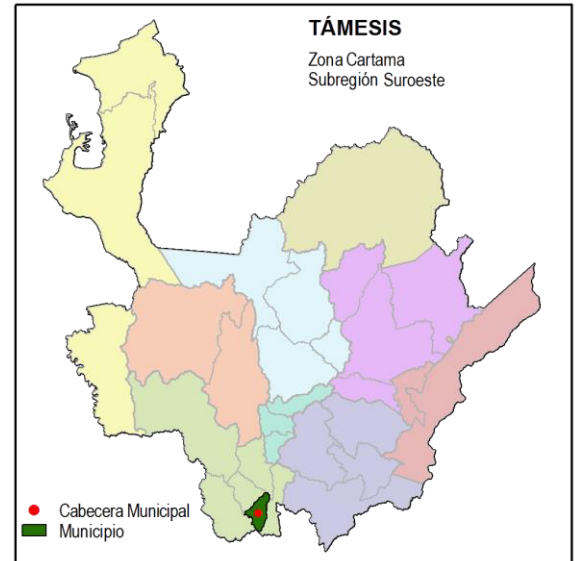 TÁMESIS
Zona Cartama
Subregión Suroeste
Cabecera Municipal
Municipio